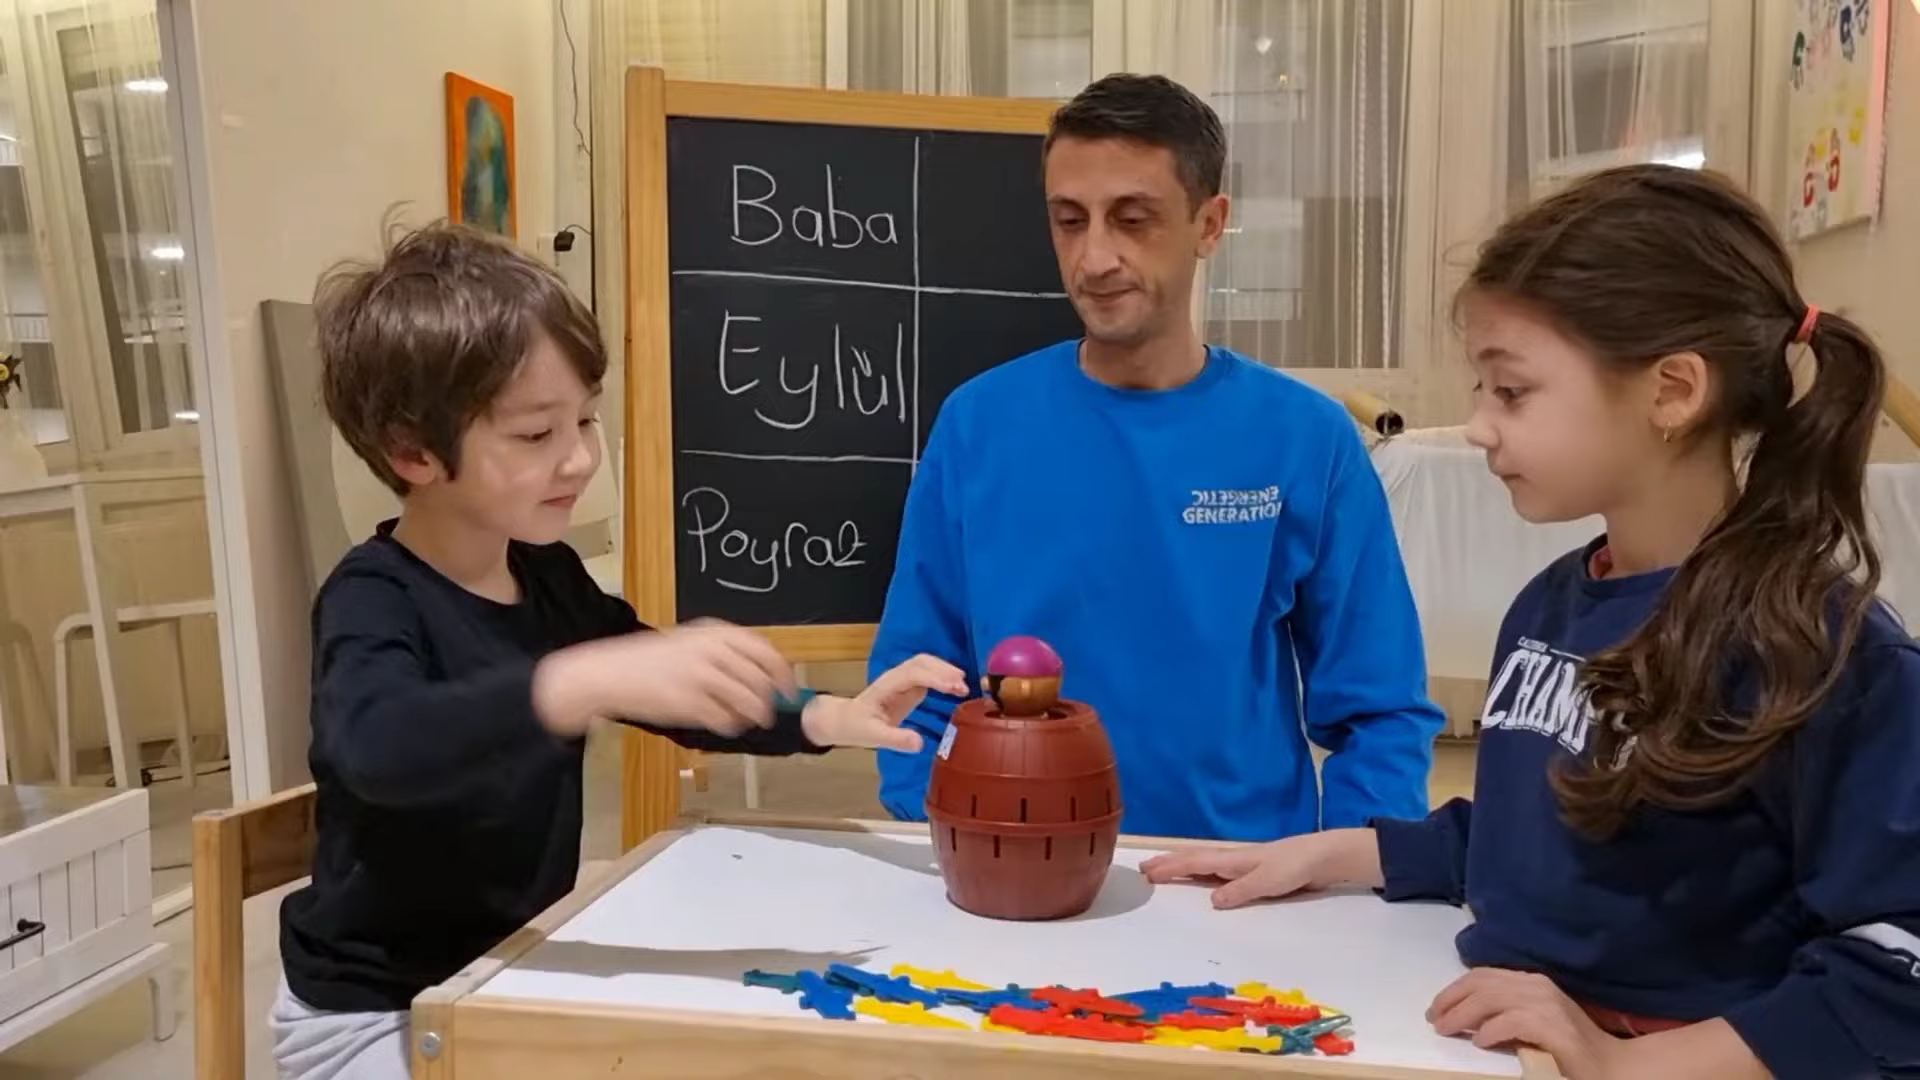 Baba
Eylül
Poyraz
ENERGETIC
GENERATION
CHAMP